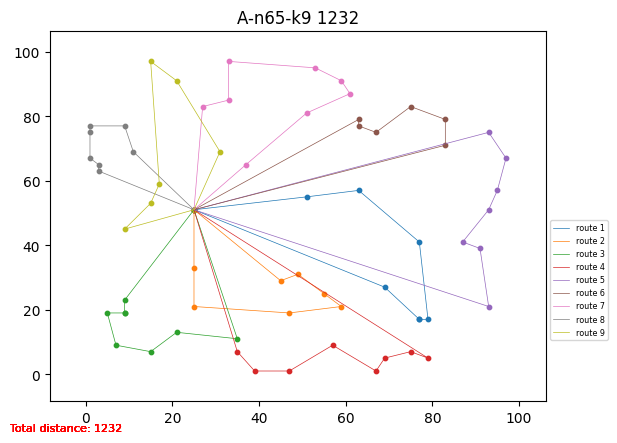 A-n65-k9 1232
100
80
60
40
20
0
0 20 40 60 80 100
route 1
route 2
route 3
route 4
route 5
route 6
route 7
route 8
route 9
Total distance: 1232